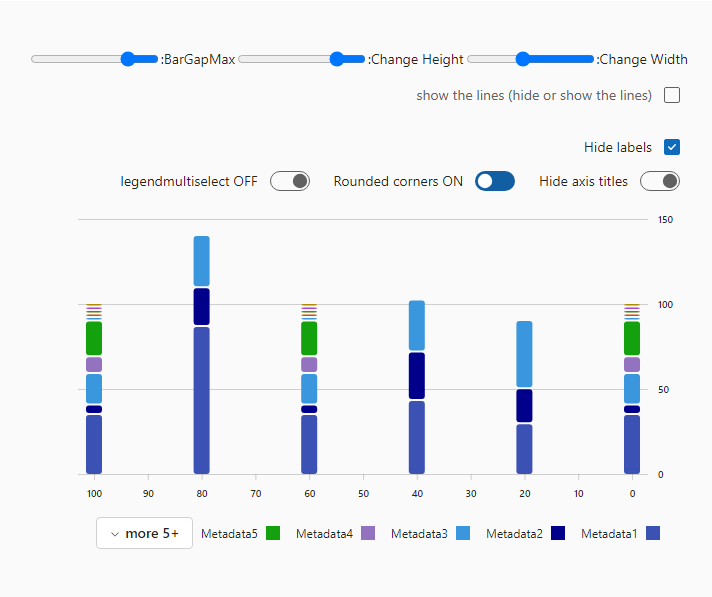 :BarGapMax :Change Height :Change Width
show the lines (hide or show the lines)
Hide labels
legendmultiselect OFF Rounded corners ON Hide axis titles
150
100
50
0
100 90 80 70 60 50 40 30 20 10 0
more 5+ Metadata5 Metadata4 Metadata3 Metadata2 Metadata1